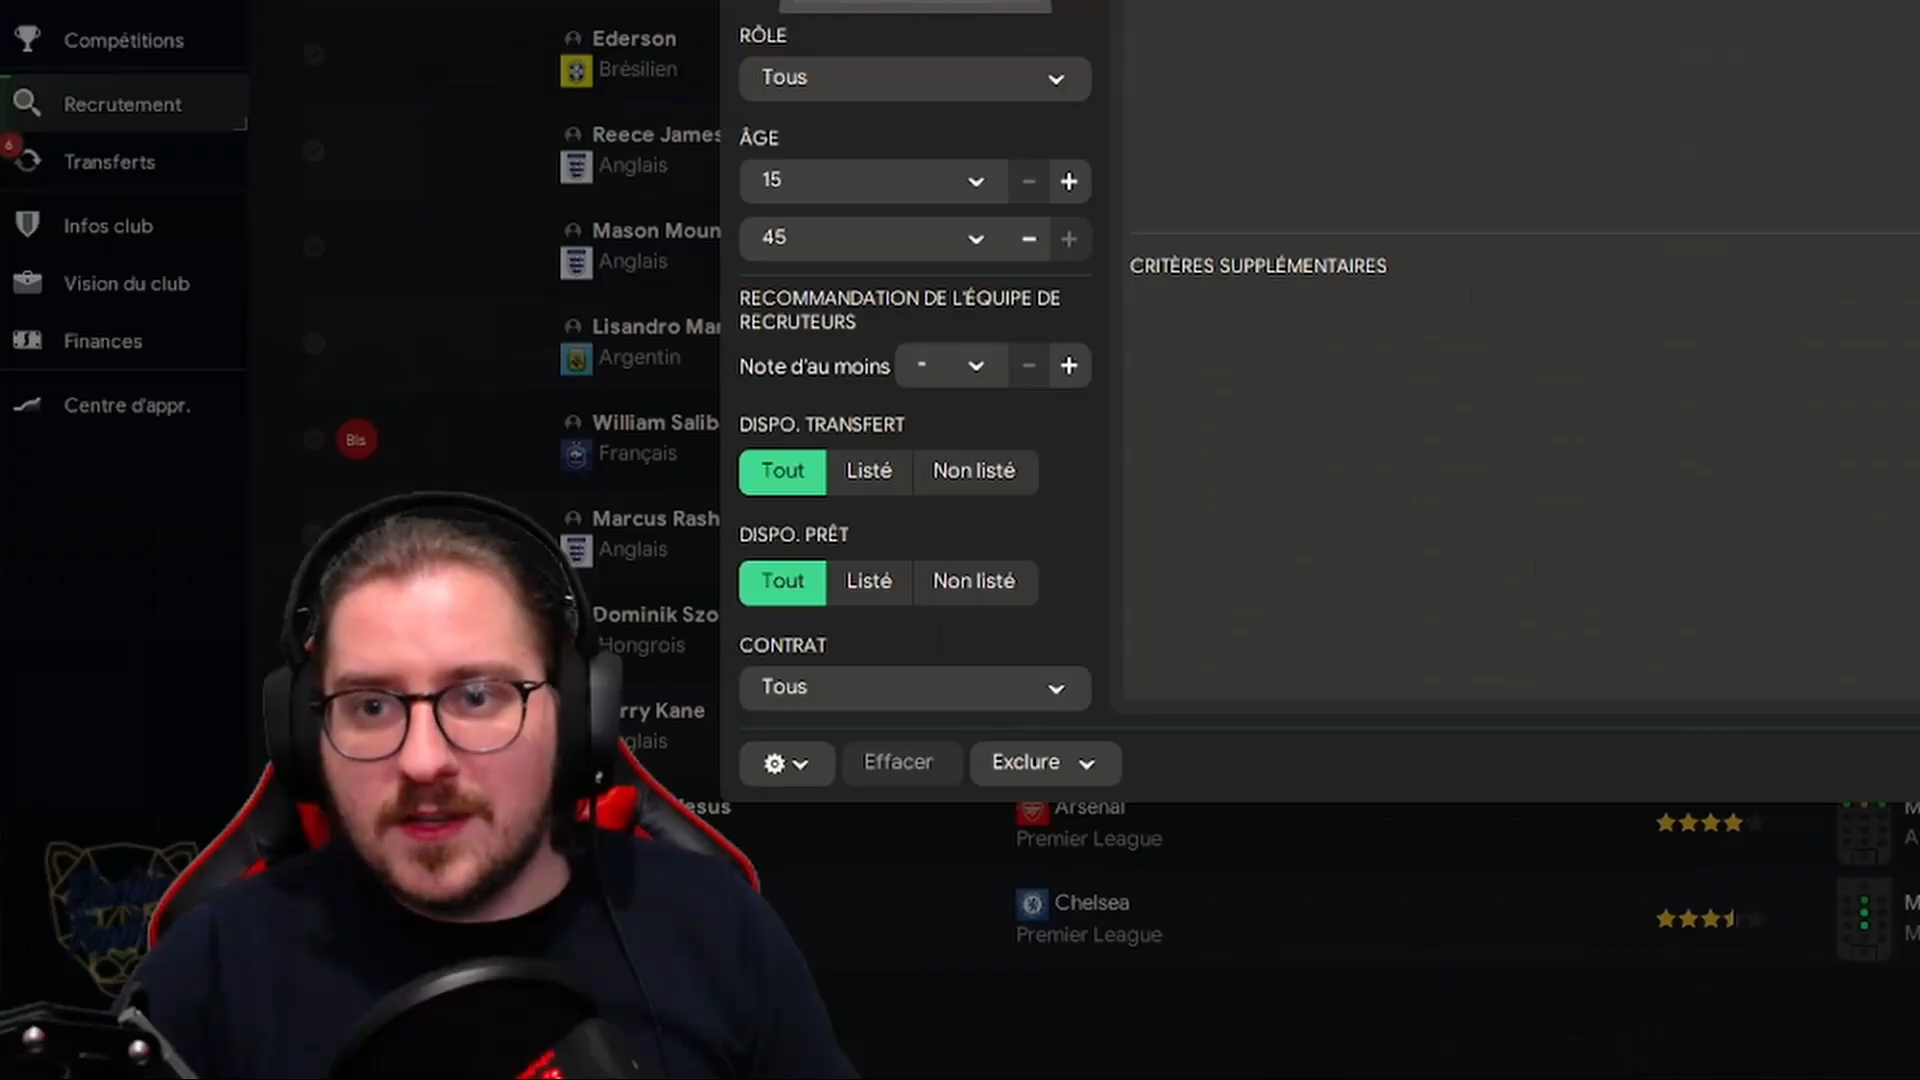 Compétitions
Recrutement
6
Transferts
Infos club
Vision du club
Finances
Centre d'appr.
Ederson
Brésilien
Reece James
Anglais
Mason Moun
Anglais
Lisandro Mar
Argentin
Bls
William Salib
Français
Marcus Rash
Anglais
Dominik Szo
Hongrois
rry Kane
glais
esus
RÔLE
Tous
ÂGE
15
45
RECOMMANDATION DE L'ÉQUIPE DE
RECRUTEURS
Note d'au moins -
DISPO. TRANSFERT
Tout Listé Non listé
DISPO. PRÊT
Tout Listé Non listé
CONTRAT
Tous
Effacer Exclure
CRITÈRES SUPPLÉMENTAIRES
Arsenal
Premier League
M
A
Chelsea
Premier League
M
M